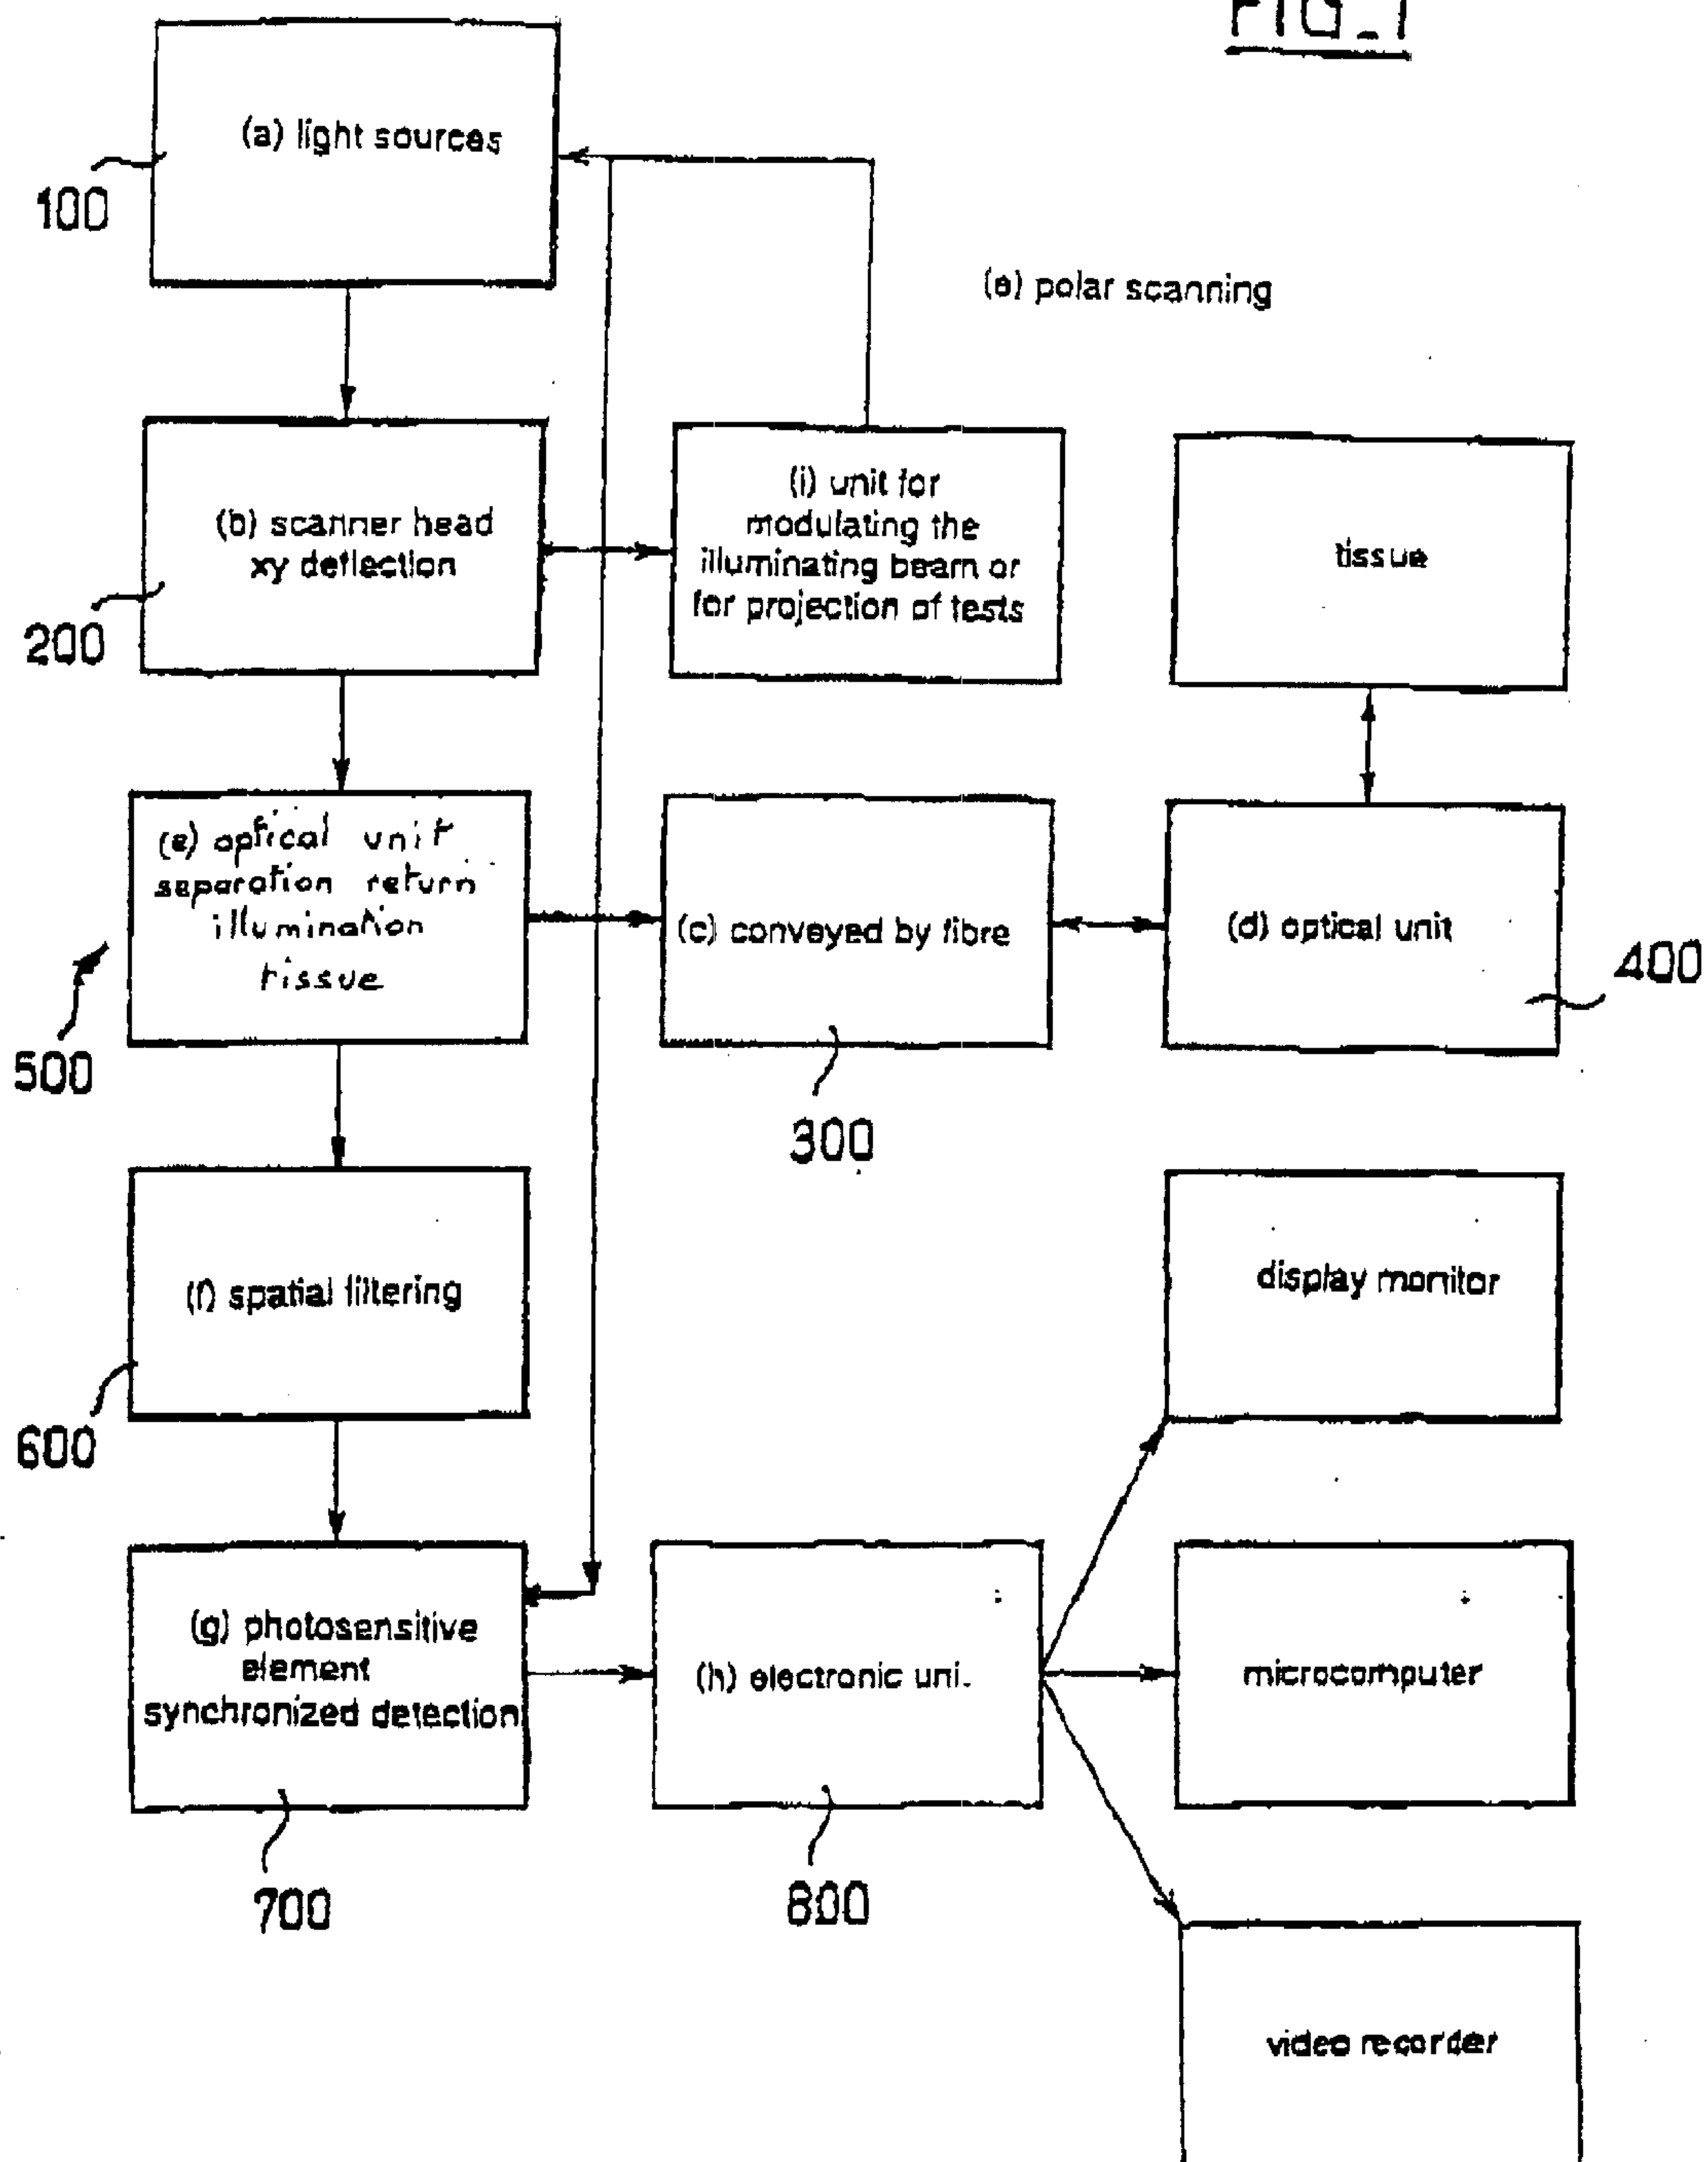 FIG_1
(a) light sources
100
(e) polar scanning
(b) scanner head
xy deflection
200
(i) unit for
modulating the
illuminating beam or
for projection of tests
tissue
(e) optical unit
separation return
illumination
tissue
500
(c) conveyed by fibre
300
(d) optical unit
400
(f) spatial filtering
600
display monitor
(g) photosensitive
element
synchronized detection
700
(h) electronic uni.
800
microcomputer
video recorder